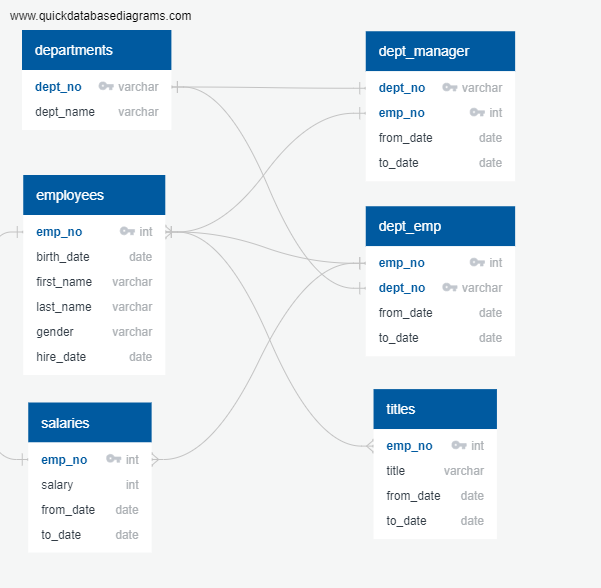 www.quickdatabasediagrams.com
departments
dept_no varchar
dept_name varchar
employees
emp_no int
birth_date date
first_name varchar
last_name varchar
gender varchar
hire_date date
salaries
emp_no int
salary int
from_date date
to_date date
dept_manager
dept_no varchar
emp_no int
from_date date
to_date date
dept_emp
emp_no int
dept_no varchar
from_date date
to_date date
titles
emp_no int
title varchar
from_date date
to_date date